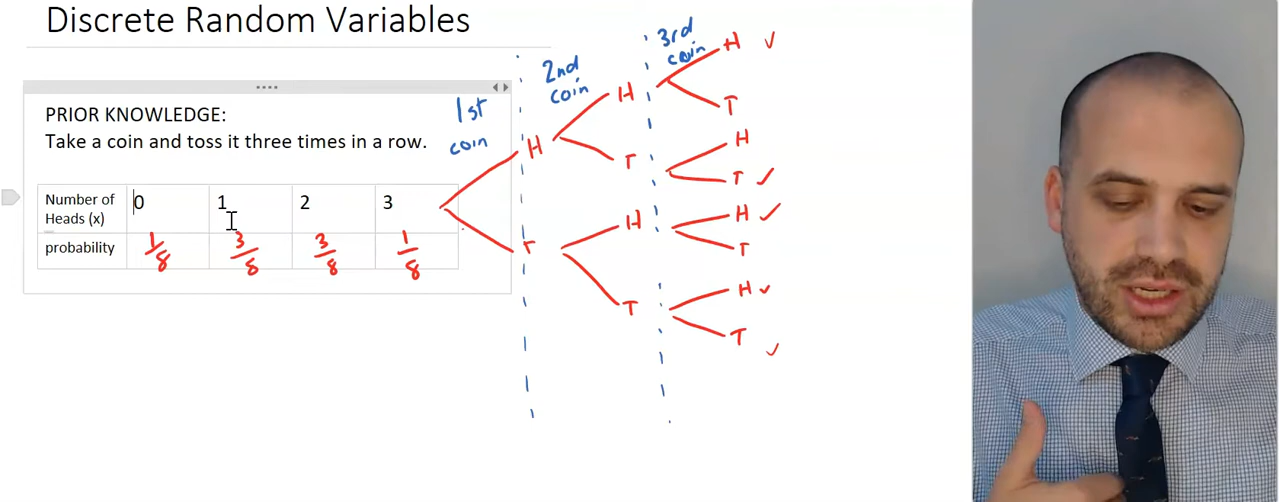 Discrete Random Variables
PRIOR KNOWLEDGE:
Take a coin and toss it three times in a row.
Number of Heads (x) 0 1 2 3
probability 1/8 3/8 3/8 1/8
1st coin
2nd coin
3rd coin
H
T
H
T
H
T
H
T
H
T
H
T
H
T